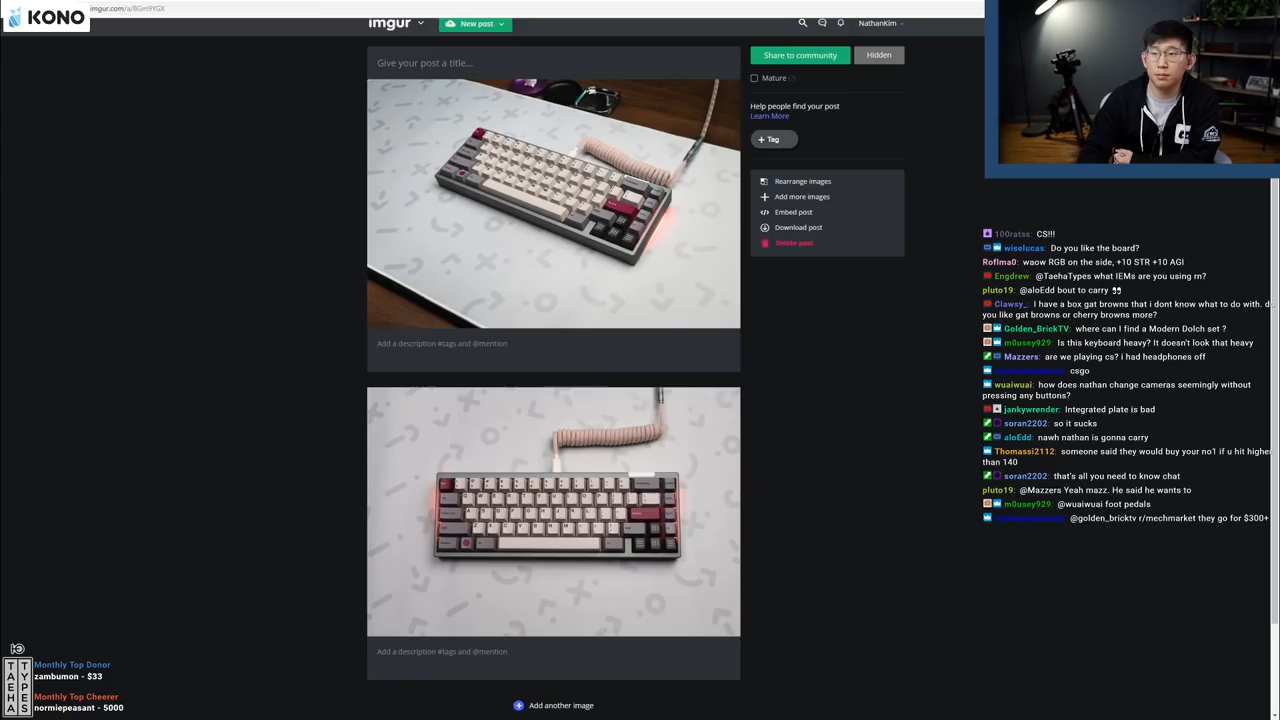 KONO
imgur.com/a/8Gm9YGX
imgur
New post
NathanKim
Give your post a title...
Share to community
Hidden
Mature (?)
Help people find your post
Learn More
+ Tag
Rearrange images
Add more images
Embed post
Download post
Delete post
Add a description #tags and @mention
Add a description #tags and @mention
Add another image
100ratss: CS!!!
wiselucas: Do you like the board?
Roflma0: waow RGB on the side, +10 STR +10 AGI
Engdrew: @TaehaTypes what IEMs are you using rn?
pluto19: @aloEdd bout to carry
Clawsy_: I have a box gat browns that i dont know what to do with. do
you like gat browns or cherry browns more?
Golden_BrickTV: where can I find a Modern Dolch set ?
m0usey929: Is this keyboard heavy? It doesn't look that heavy
Mazzers: are we playing cs? i had headphones off
csgo
wuaiwuai: how does nathan change cameras seemingly without
pressing any buttons?
jankywrender: Integrated plate is bad
soran2202: so it sucks
aloEdd: nawh nathan is gonna carry
Thomassi2112: someone said they would buy your no1 if u hit higher
than 140
soran2202: that's all you need to know chat
pluto19: @Mazzers Yeah mazz. He said he wants to
m0usey929: @wuaiwuai foot pedals
@golden_bricktv r/mechmarket they go for $300+
TAEHA
TYPES
Monthly Top Donor
zambumon - $33
Monthly Top Cheerer
normiepeasant - 5000